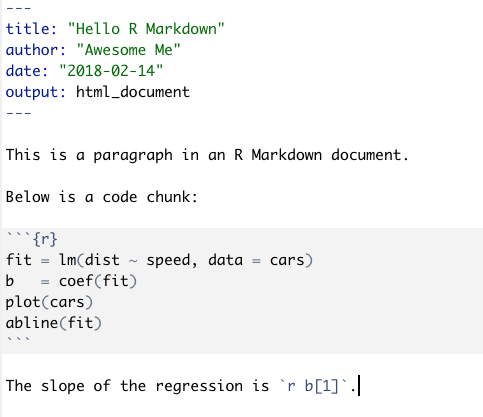 ---
title: "Hello R Markdown"
author: "Awesome Me"
date: "2018-02-14"
output: html_document
---
This is a paragraph in an R Markdown document.
Below is a code chunk:
```{r}
fit = lm(dist ~ speed, data = cars)
b   = coef(fit)
plot(cars)
abline(fit)
```
The slope of the regression is `r b[1]`.